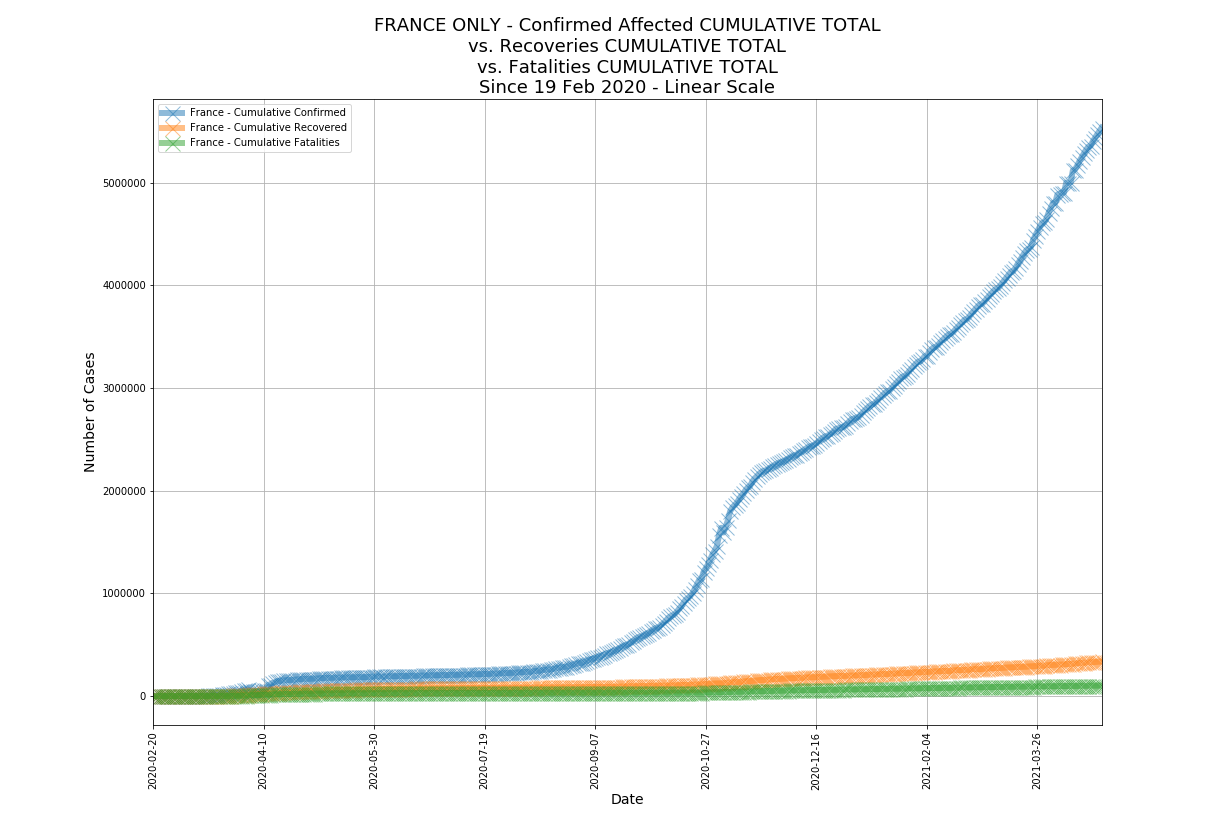 FRANCE ONLY - Confirmed Affected CUMULATIVE TOTAL
vs. Recoveries CUMULATIVE TOTAL
vs. Fatalities CUMULATIVE TOTAL
Since 19 Feb 2020 - Linear Scale
France - Cumulative Confirmed
France - Cumulative Recovered
France - Cumulative Fatalities
Number of Cases
5000000
4000000
3000000
2000000
1000000
0
2020-02-20
2020-04-10
2020-05-30
2020-07-19
2020-09-07
2020-10-27
2020-12-16
2021-02-04
2021-03-26
Date